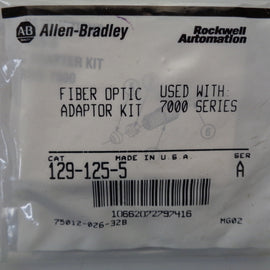 AB Allen-Bradley
Rockwell
Automation
FIBER OPTIC USED WITH:
ADAPTOR KIT 7000 SERIES
CAT MADE IN U.S.A. SER
129-125-5 A
10662072797416
75012-026-32B MG02